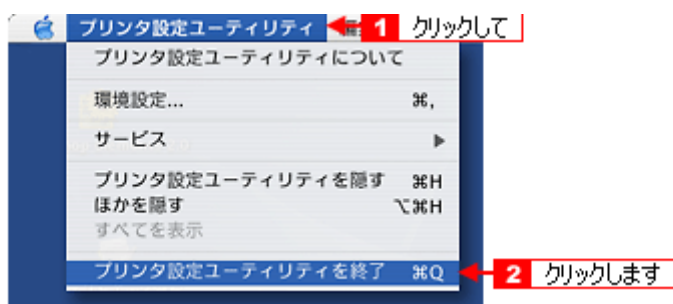 プリンタ設定ユーティリティ 1 クリックして
プリンタ設定ユーティリティについて
環境設定... ⌘,
サービス ▶
プリンタ設定ユーティリティを隠す ⌘H
ほかを隠す ⌥⌘H
すべてを表示
プリンタ設定ユーティリティを終了 ⌘Q 2 クリックします